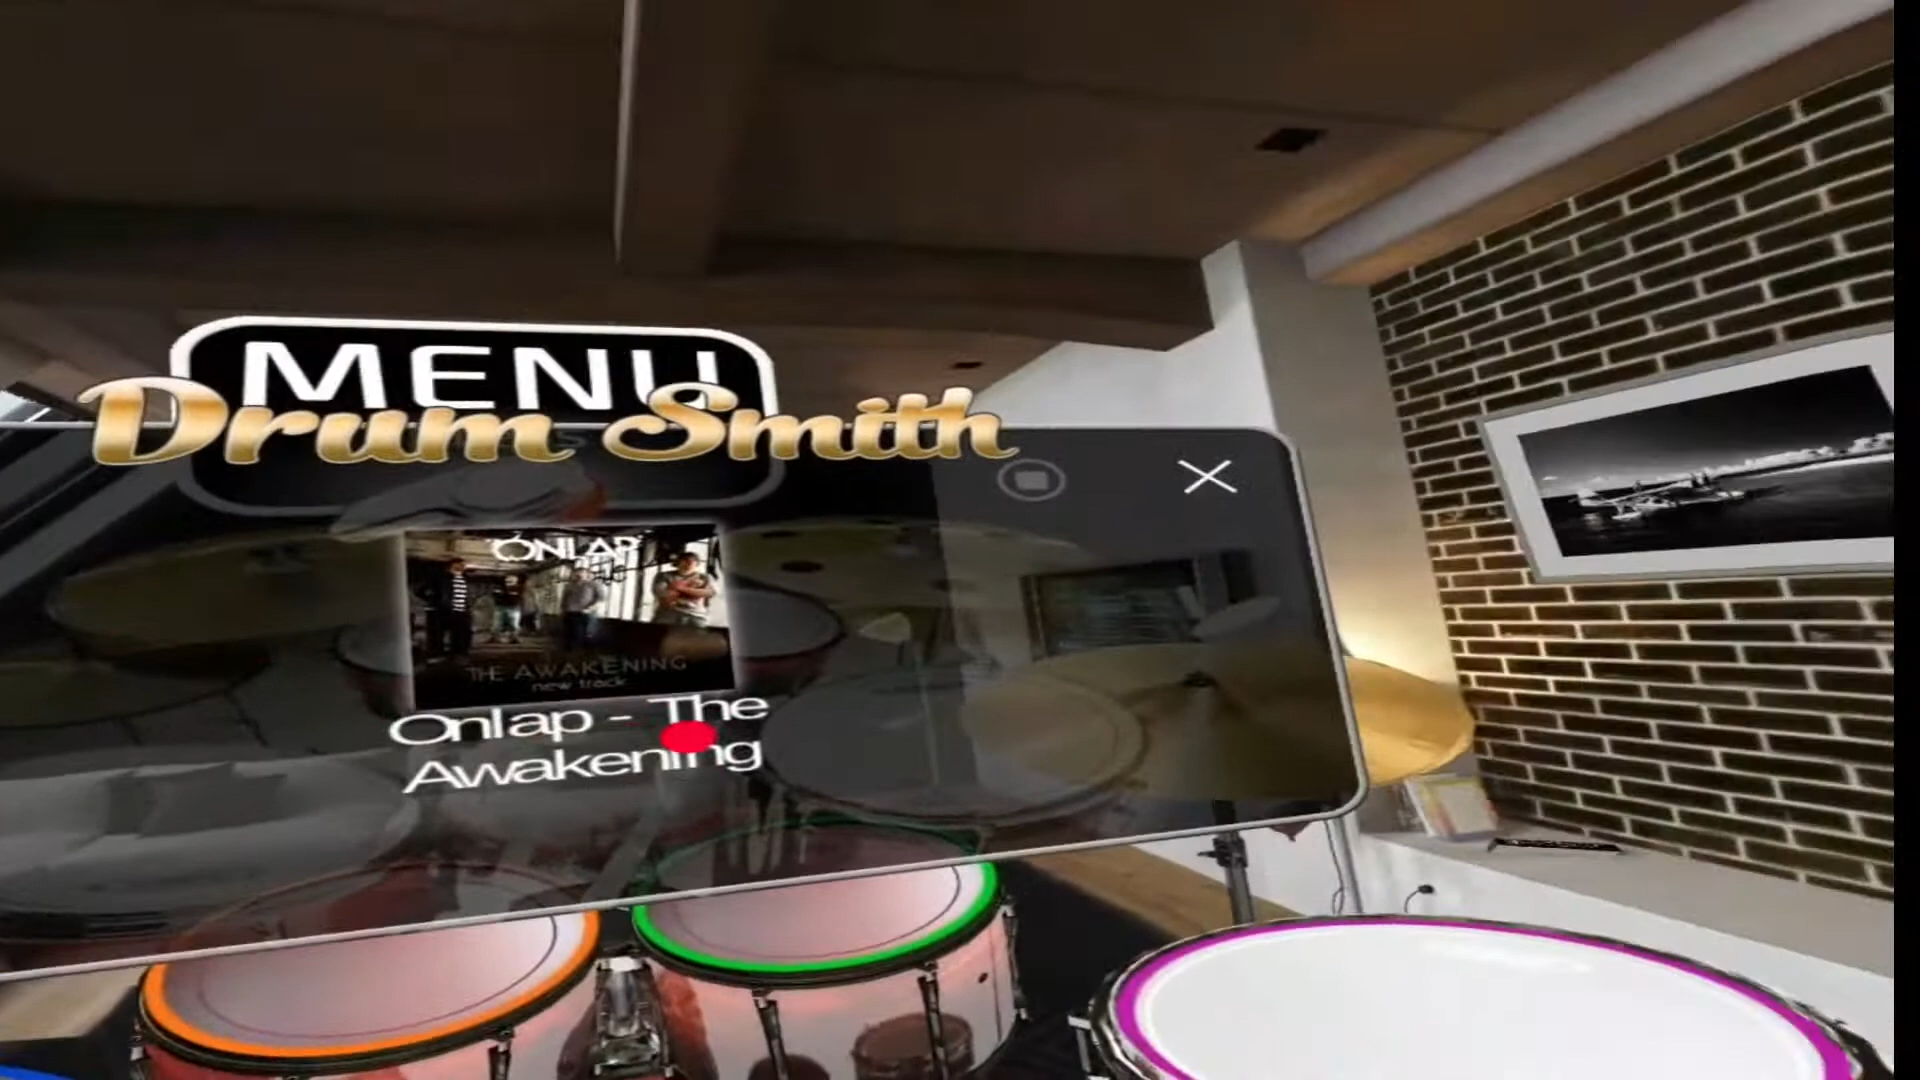 MENU
Drum Smith
ONLAP
THE AWAKENING
new track
Onlap - The
Awakening